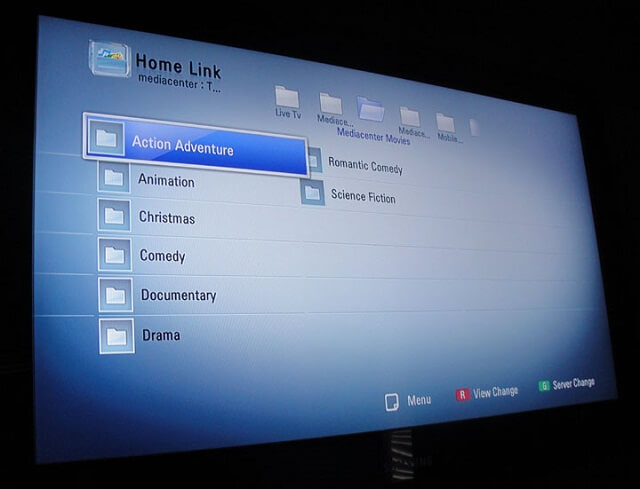 Home Link
mediacenter : T...
Live Tv
Mediace...
Mediacenter Movies
Mediace...
Mobile...
Action Adventure
Romantic Comedy
Animation
Science Fiction
Christmas
Comedy
Documentary
Drama
Menu
R View Change
G Server Change